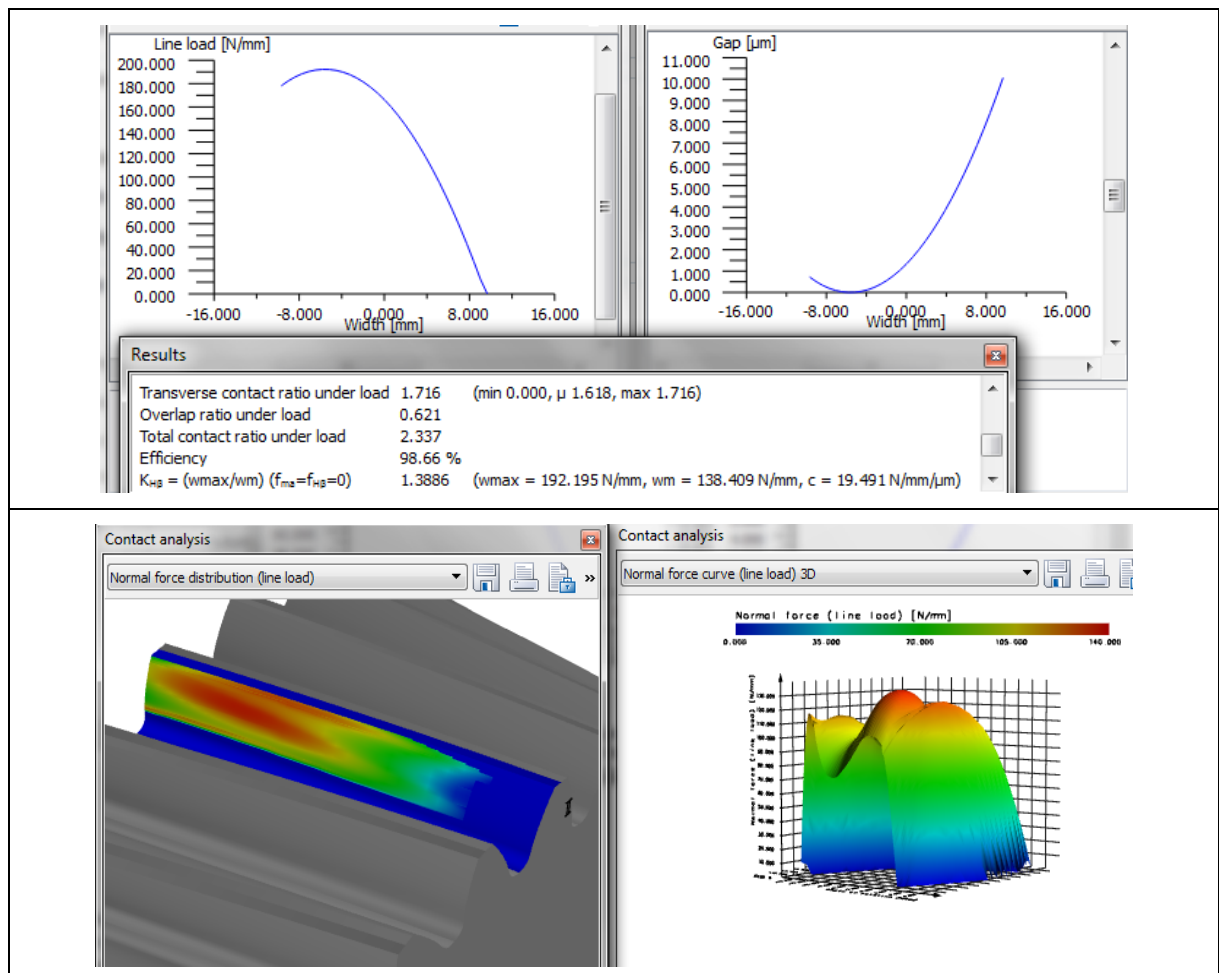 Line load [N/mm]
200.000
180.000
160.000
140.000
120.000
100.000
80.000
60.000
40.000
20.000
0.000
-16.000 -8.000 0.000 8.000 16.000
Width [mm]
Gap [µm]
11.000
10.000
9.000
8.000
7.000
6.000
5.000
4.000
3.000
2.000
1.000
0.000
-16.000 -8.000 0.000 8.000 16.000
Width [mm]
Results
Transverse contact ratio under load 1.716 (min 0.000, µ 1.618, max 1.716)
Overlap ratio under load 0.621
Total contact ratio under load 2.337
Efficiency 98.66 %
KHβ = (wmax/wm) (fma=fHβ=0) 1.3886 (wmax = 192.195 N/mm, wm = 138.409 N/mm, c = 19.491 N/mm/µm)
Contact analysis
Normal force distribution (line load)
»
Contact analysis
Normal force curve (line load) 3D
Normal force (line load) [N/mm]
0.000 35.000 70.000 105.000 140.000